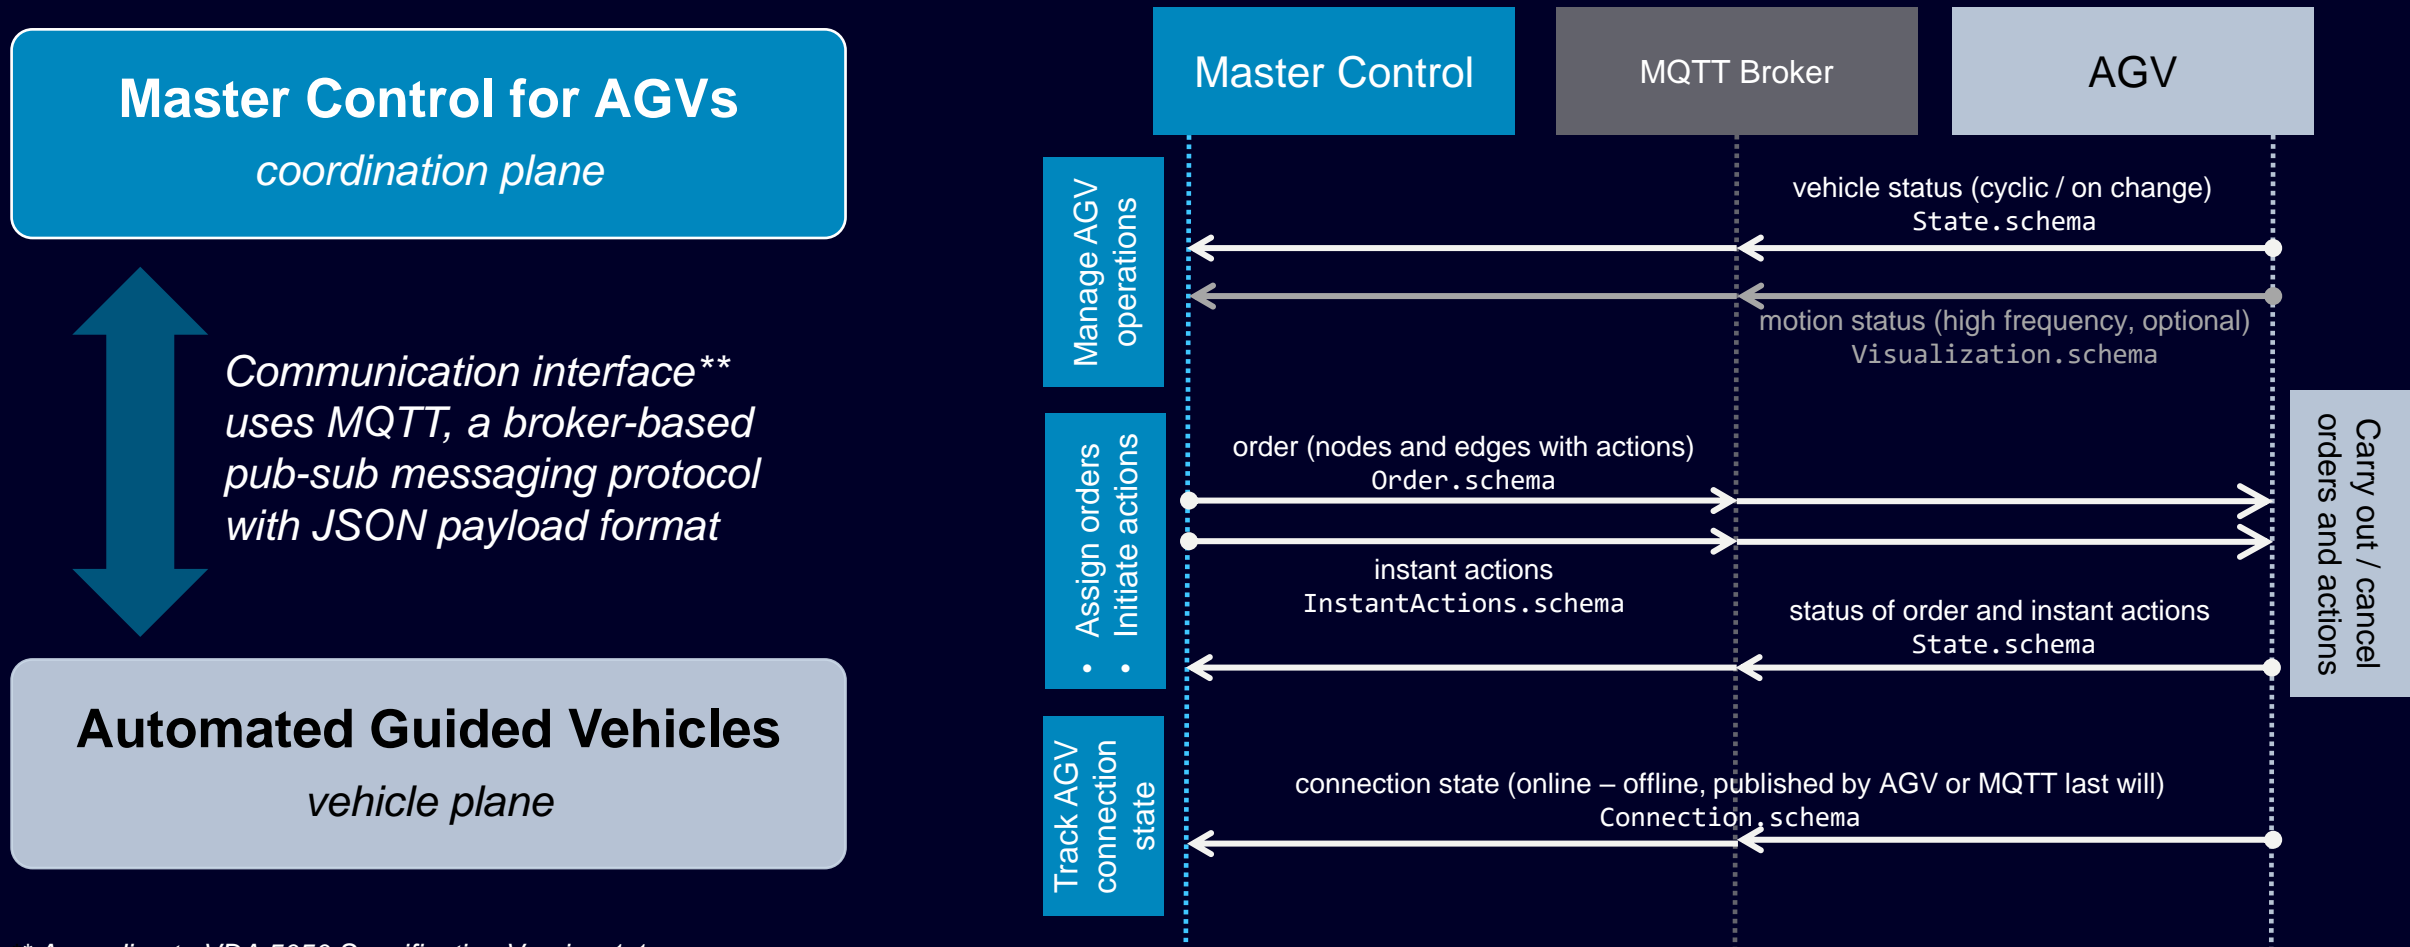 Master Control for AGVs
coordination plane
Communication interface**
uses MQTT, a broker-based
pub-sub messaging protocol
with JSON payload format
Automated Guided Vehicles
vehicle plane
Master Control
MQTT Broker
AGV
Manage AGV
operations
vehicle status (cyclic / on change)
State.schema
motion status (high frequency, optional)
Visualization.schema
• Assign orders
• Initiate actions
order (nodes and edges with actions)
Order.schema
instant actions
InstantActions.schema
status of order and instant actions
State.schema
Carry out / cancel
orders and actions
Track AGV
connection
state
connection state (online – offline, published by AGV or MQTT last will)
Connection.schema